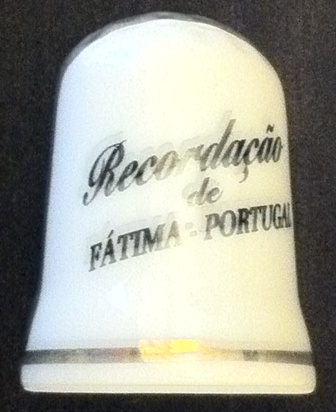 Recordação
de
FÁTIMA - PORTUGAL